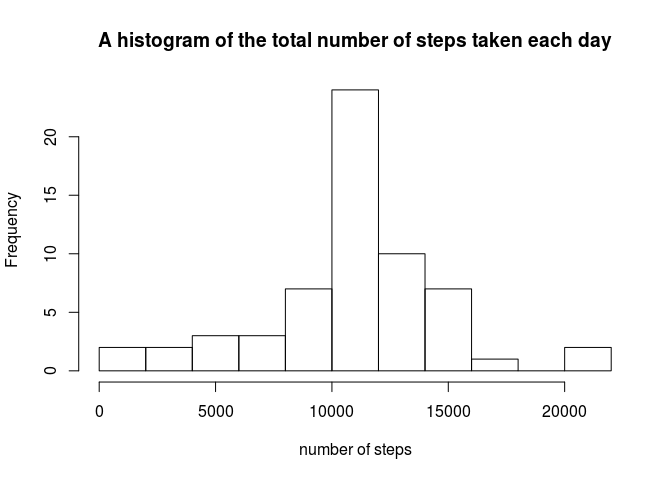 A histogram of the total number of steps taken each day
20
15
10
5
0
Frequency
0 5000 10000 15000 20000
number of steps